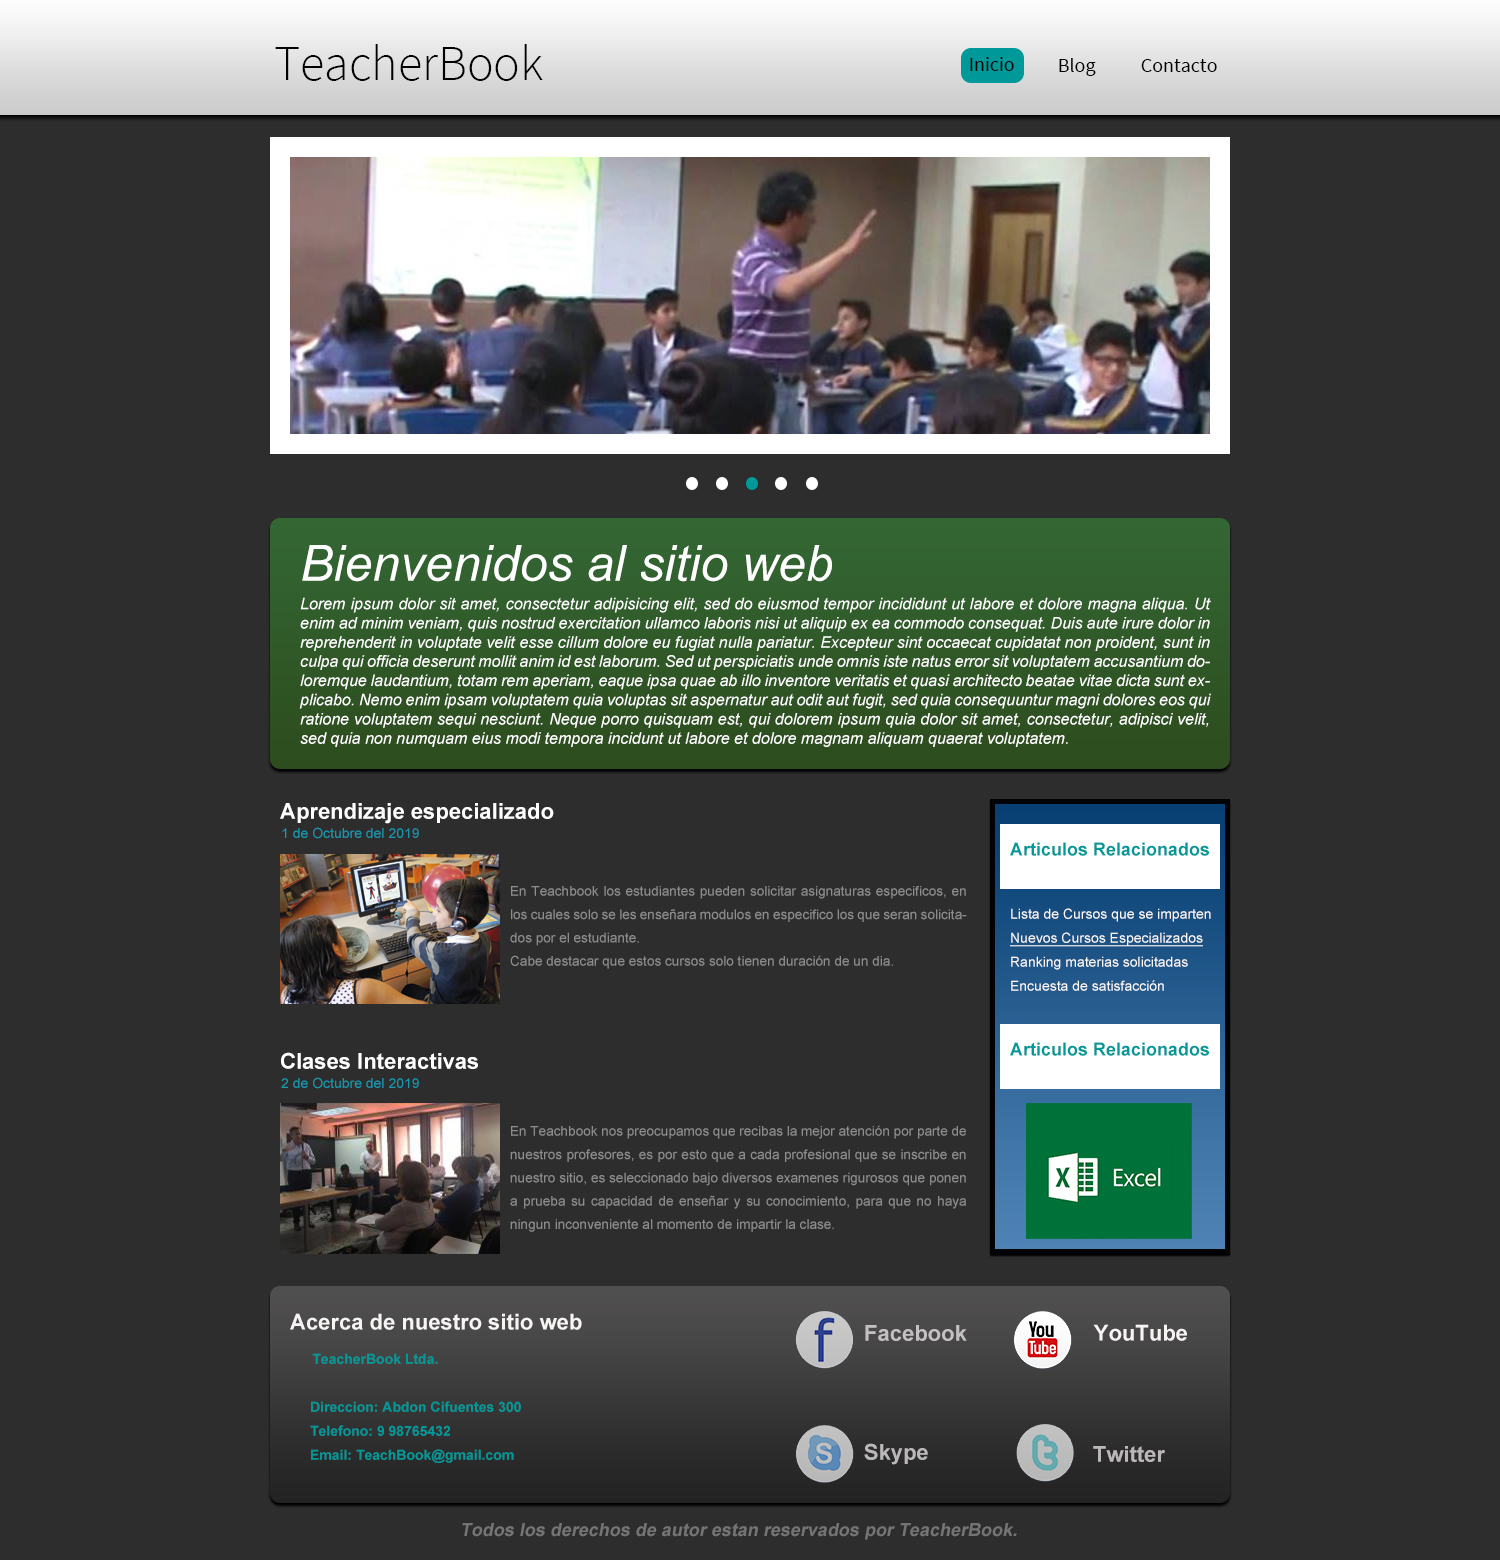 TeacherBook
Inicio
Blog
Contacto
Bienvenidos al sitio web
Lorem ipsum dolor sit amet, consectetur adipisicing elit, sed do eiusmod tempor incididunt ut labore et dolore magna aliqua. Ut
enim ad minim veniam, quis nostrud exercitation ullamco laboris nisi ut aliquip ex ea commodo consequat. Duis aute irure dolor in
reprehenderit in voluptate velit esse cillum dolore eu fugiat nulla pariatur. Excepteur sint occaecat cupidatat non proident, sunt in
culpa qui officia deserunt mollit anim id est laborum. Sed ut perspiciatis unde omnis iste natus error sit voluptatem accusantium do-
loremque laudantium, totam rem aperiam, eaque ipsa quae ab illo inventore veritatis et quasi architecto beatae vitae dicta sunt ex-
plicabo. Nemo enim ipsam voluptatem quia voluptas sit aspernatur aut odit aut fugit, sed quia consequuntur magni dolores eos qui
ratione voluptatem sequi nesciunt. Neque porro quisquam est, qui dolorem ipsum quia dolor sit amet, consectetur, adipisci velit,
sed quia non numquam eius modi tempora incidunt ut labore et dolore magnam aliquam quaerat voluptatem.
Aprendizaje especializado
1 de Octubre del 2019
En Teachbook los estudiantes pueden solicitar asignaturas especificos, en
los cuales solo se les enseñara modulos en especifico los que seran solicita-
dos por el estudiante.
Cabe destacar que estos cursos solo tienen duración de un dia.
Clases Interactivas
2 de Octubre del 2019
En Teachbook nos preocupamos que recibas la mejor atención por parte de
nuestros profesores, es por esto que a cada profesional que se inscribe en
nuestro sitio, es seleccionado bajo diversos examenes rigurosos que ponen
a prueba su capacidad de enseñar y su conocimiento, para que no haya
ningun inconveniente al momento de impartir la clase.
Articulos Relacionados
Lista de Cursos que se imparten
Nuevos Cursos Especializados
Ranking materias solicitadas
Encuesta de satisfacción
Articulos Relacionados
X Excel
Acerca de nuestro sitio web
TeacherBook Ltda.
Direccion: Abdon Cifuentes 300
Telefono: 9 98765432
Email: TeachBook@gmail.com
f Facebook
You
Tube
YouTube
S Skype
t Twitter
Todos los derechos de autor estan reservados por TeacherBook.